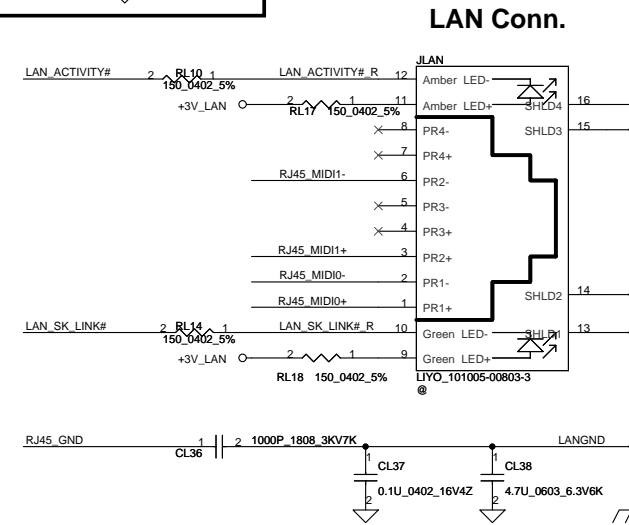 LAN Conn.
JLAN
LAN_ACTIVITY# 2 RL10 1 LAN_ACTIVITY#_R 12 Amber LED-
150_0402_5%
+3V_LAN 2 1 11 Amber LED+ SHLD4 16
RL17 150_0402_5%
8 PR4- SHLD3 15
7 PR4+
RJ45_MIDI1- 6 PR2-
5 PR3-
4 PR3+
RJ45_MIDI1+ 3 PR2+
RJ45_MIDI0- 2 PR1-
SHLD2 14
RJ45_MIDI0+ 1 PR1+
LAN_SK_LINK# 2 RL14 1 LAN_SK_LINK#_R 10 Green LED- SHLD1 13
150_0402_5%
+3V_LAN 2 1 9 Green LED+
RL18 150_0402_5% LIYO_101005-00803-3
@
RJ45_GND 1 2 1000P_1808_3KV7K LANGND
CL36
1 CL37 1 CL38
0.1U_0402_16V4Z 4.7U_0603_6.3V6K
2 2